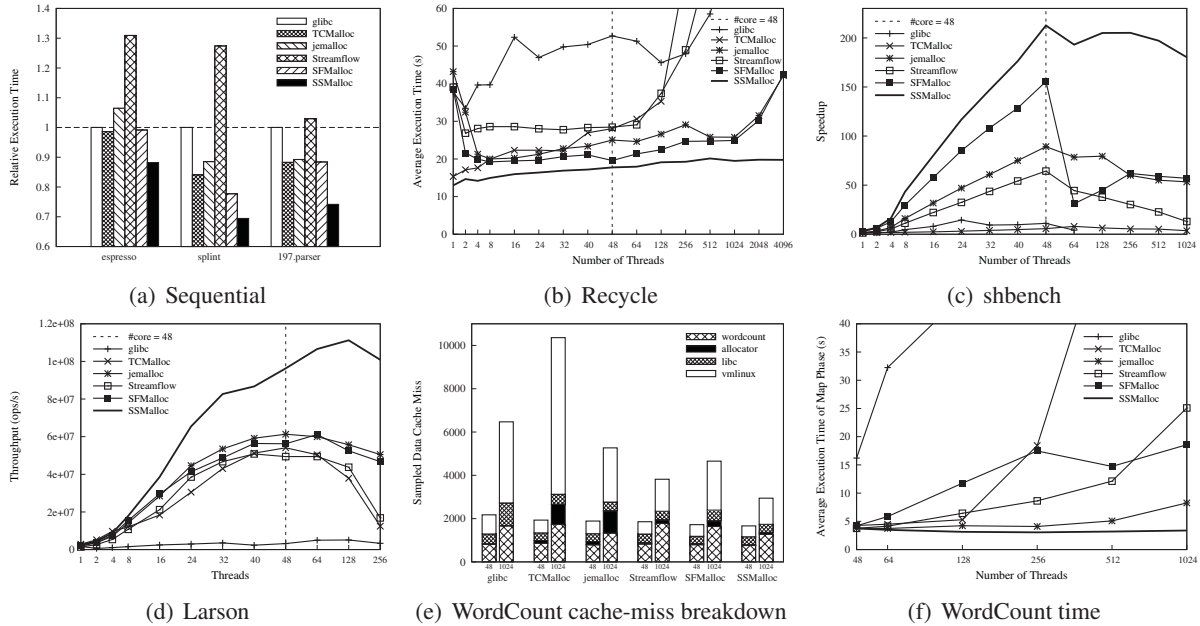 1.4
1.3
1.2
1.1
1
0.9
0.8
0.7
0.6
Relative Execution Time
glibc
TCMalloc
jemalloc
Streamflow
SFMalloc
SSMalloc
espresso
splint
197.parser
(a) Sequential
60
50
40
30
20
10
0
Average Execution Time (s)
#core = 48
glibc
TCMalloc
jemalloc
Streamflow
SFMalloc
SSMalloc
1 2 4 8 16 24 32 40 48 64 128 256 512 1024 2048 4096
Number of Threads
(b) Recycle
200
150
100
50
0
Speedup
#core = 48
glibc
TCMalloc
jemalloc
Streamflow
SFMalloc
SSMalloc
1 2 4 8 16 24 32 40 48 64 128 256 512 1024
Number of Threads
(c) shbench
1.2e+08
1e+08
8e+07
6e+07
4e+07
2e+07
0
Throughput (ops/s)
#core = 48
glibc
TCMalloc
jemalloc
Streamflow
SFMalloc
SSMalloc
1 2 4 8 16 24 32 40 48 64 128 256
Threads
(d) Larson
10000
8000
6000
4000
2000
0
Sampled Data Cache Miss
wordcount
allocator
libc
vmlinux
48 1024 48 1024 48 1024 48 1024 48 1024 48 1024
glibc TCMalloc jemalloc Streamflow SFMalloc SSMalloc
(e) WordCount cache-miss breakdown
40
35
30
25
20
15
10
5
0
Average Execution Time of Map Phase (s)
glibc
TCMalloc
jemalloc
Streamflow
SFMalloc
SSMalloc
48 64 128 256 512 1024
Number of Threads
(f) WordCount time